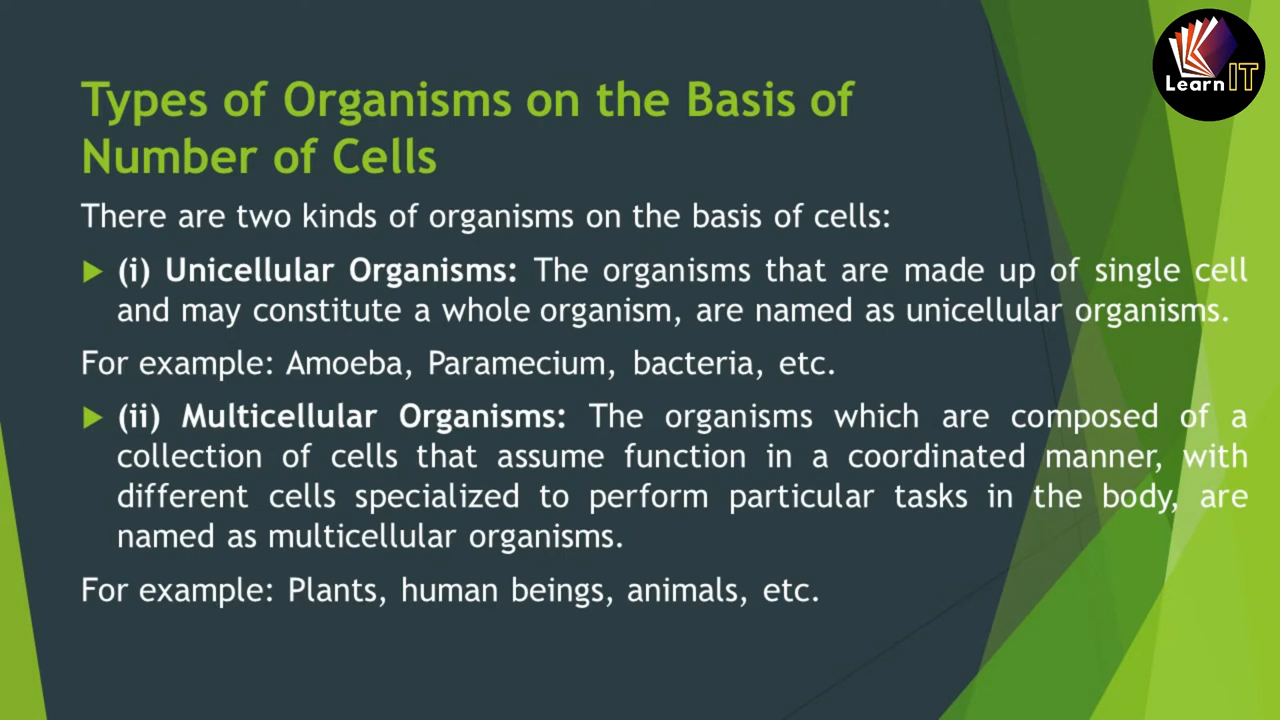 Learn IT
Types of Organisms on the Basis of
Number of Cells
There are two kinds of organisms on the basis of cells:
(i) Unicellular Organisms: The organisms that are made up of single cell
and may constitute a whole organism, are named as unicellular organisms.
For example: Amoeba, Paramecium, bacteria, etc.
(ii) Multicellular Organisms: The organisms which are composed of a
collection of cells that assume function in a coordinated manner, with
different cells specialized to perform particular tasks in the body, are
named as multicellular organisms.
For example: Plants, human beings, animals, etc.